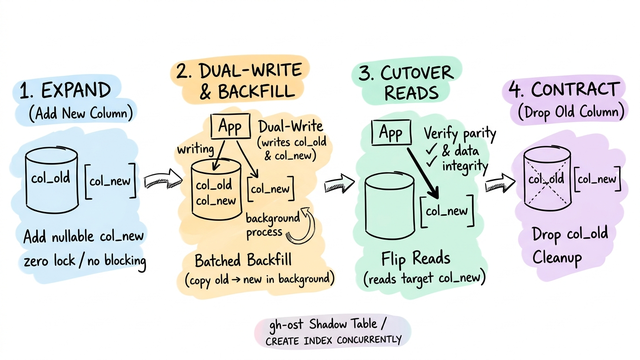 1. EXPAND
(Add New Column)
col_old
[col_new]
Add nullable col_new
zero lock / no blocking
2. DUAL-WRITE
& BACKFILL
App
writing
Dual-Write
(writes col_old
& col_new)
col_old
col_new
[col_new]
background
process
Batched Backfill
(copy old → new in background)
3. CUTOVER
READS
App
Verify parity
✓ & data
✓ integrity
[col_new]
Flip Reads
(reads target col_new)
4. CONTRACT
(Drop Old Column)
col_old
[col_new]
Drop col_old
Cleanup
gh-ost Shadow Table /
CREATE INDEX CONCURRENTLY